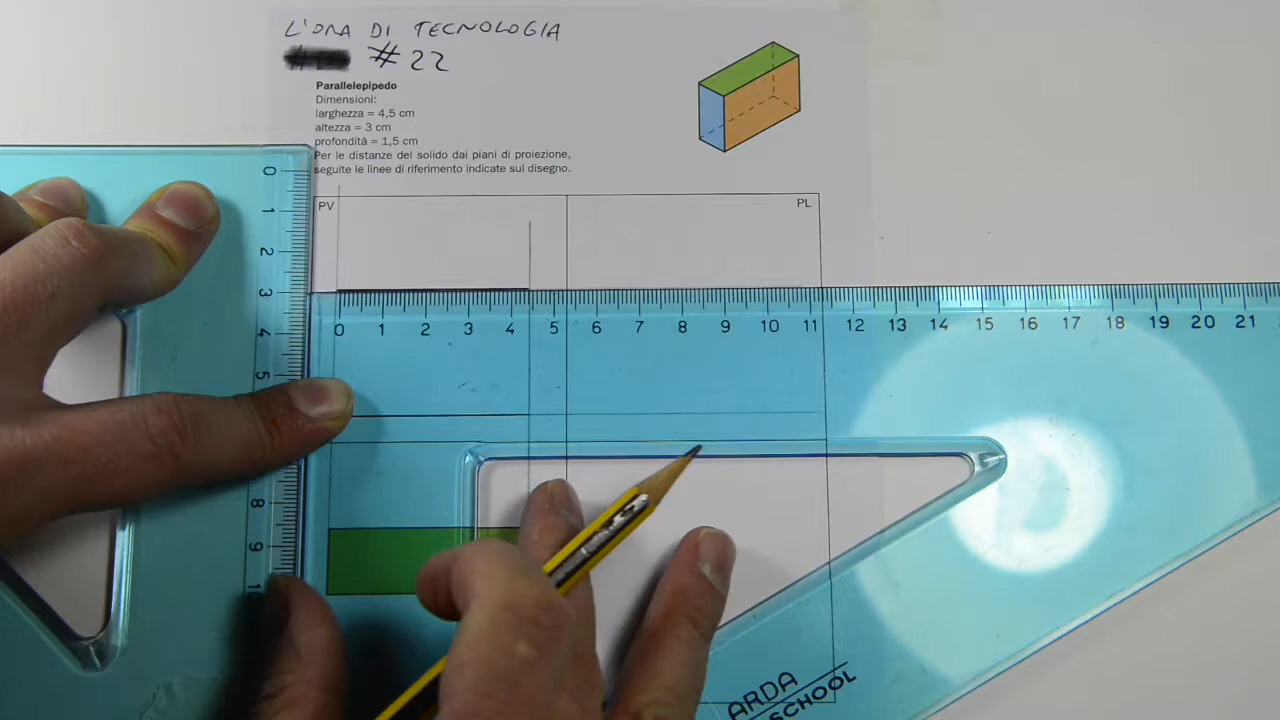 L'ORA DI TECNOLOGIA
# 22
Parallelepipedo
Dimensioni:
larghezza = 4,5 cm
altezza = 3 cm
profondità = 1,5 cm
Per le distanze del solido dai piani di proiezione,
seguite le linee di riferimento indicate sul disegno.
PV PL
0 1 2 3 4 5 8 9
0 1 2 3 4 5 6 7 8 9 10 11 12 13 14 15 16 17 18 19 20 21
ARDA
SCHOOL